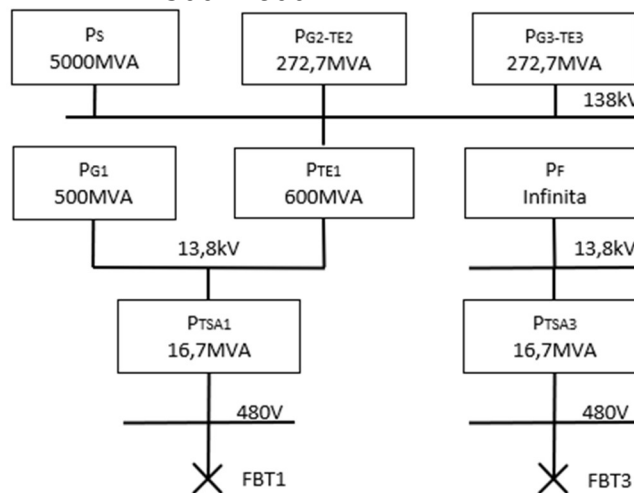 PS
5000MVA
PG2-TE2
272,7MVA
PG3-TE3
272,7MVA
138kV
PG1
500MVA
PTE1
600MVA
PF
Infinita
13,8kV
13,8kV
PTSA1
16,7MVA
PTSA3
16,7MVA
480V
480V
FBT1
FBT3